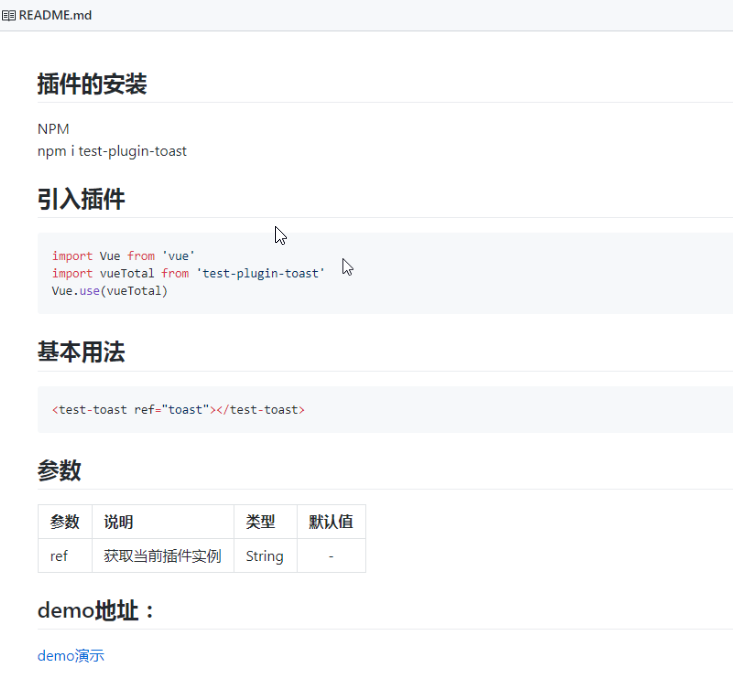 README.md
插件的安装
NPM
npm i test-plugin-toast
引入插件
import Vue from 'vue'
import vueTotal from 'test-plugin-toast'
Vue.use(vueTotal)
基本用法
<test-toast ref="toast"></test-toast>
参数
参数 说明 类型 默认值
ref 获取当前插件实例 String -
demo地址：
demo演示